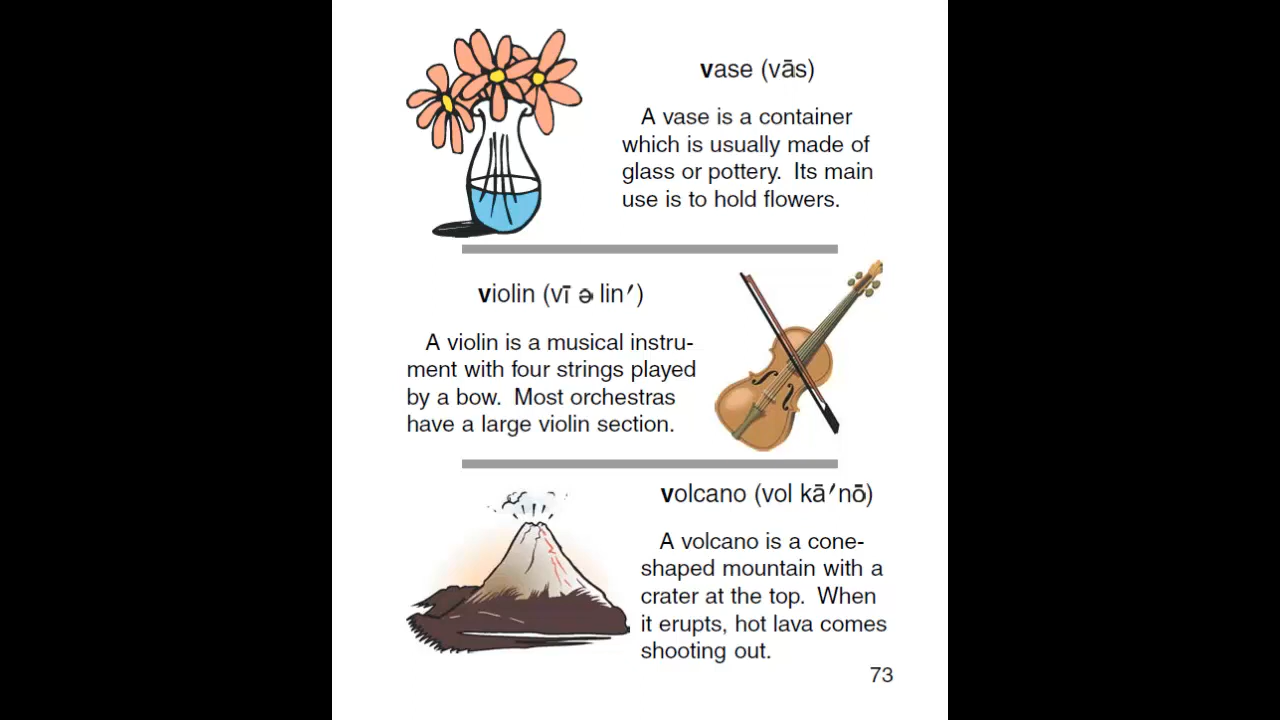 vase (vās)
A vase is a container
which is usually made of
glass or pottery.  Its main
use is to hold flowers.
violin (vī ə lin′)
A violin is a musical instru-
ment with four strings played
by a bow.  Most orchestras
have a large violin section.
volcano (vol kā′nō)
A volcano is a cone-
shaped mountain with a
crater at the top.  When
it erupts, hot lava comes
shooting out.
73